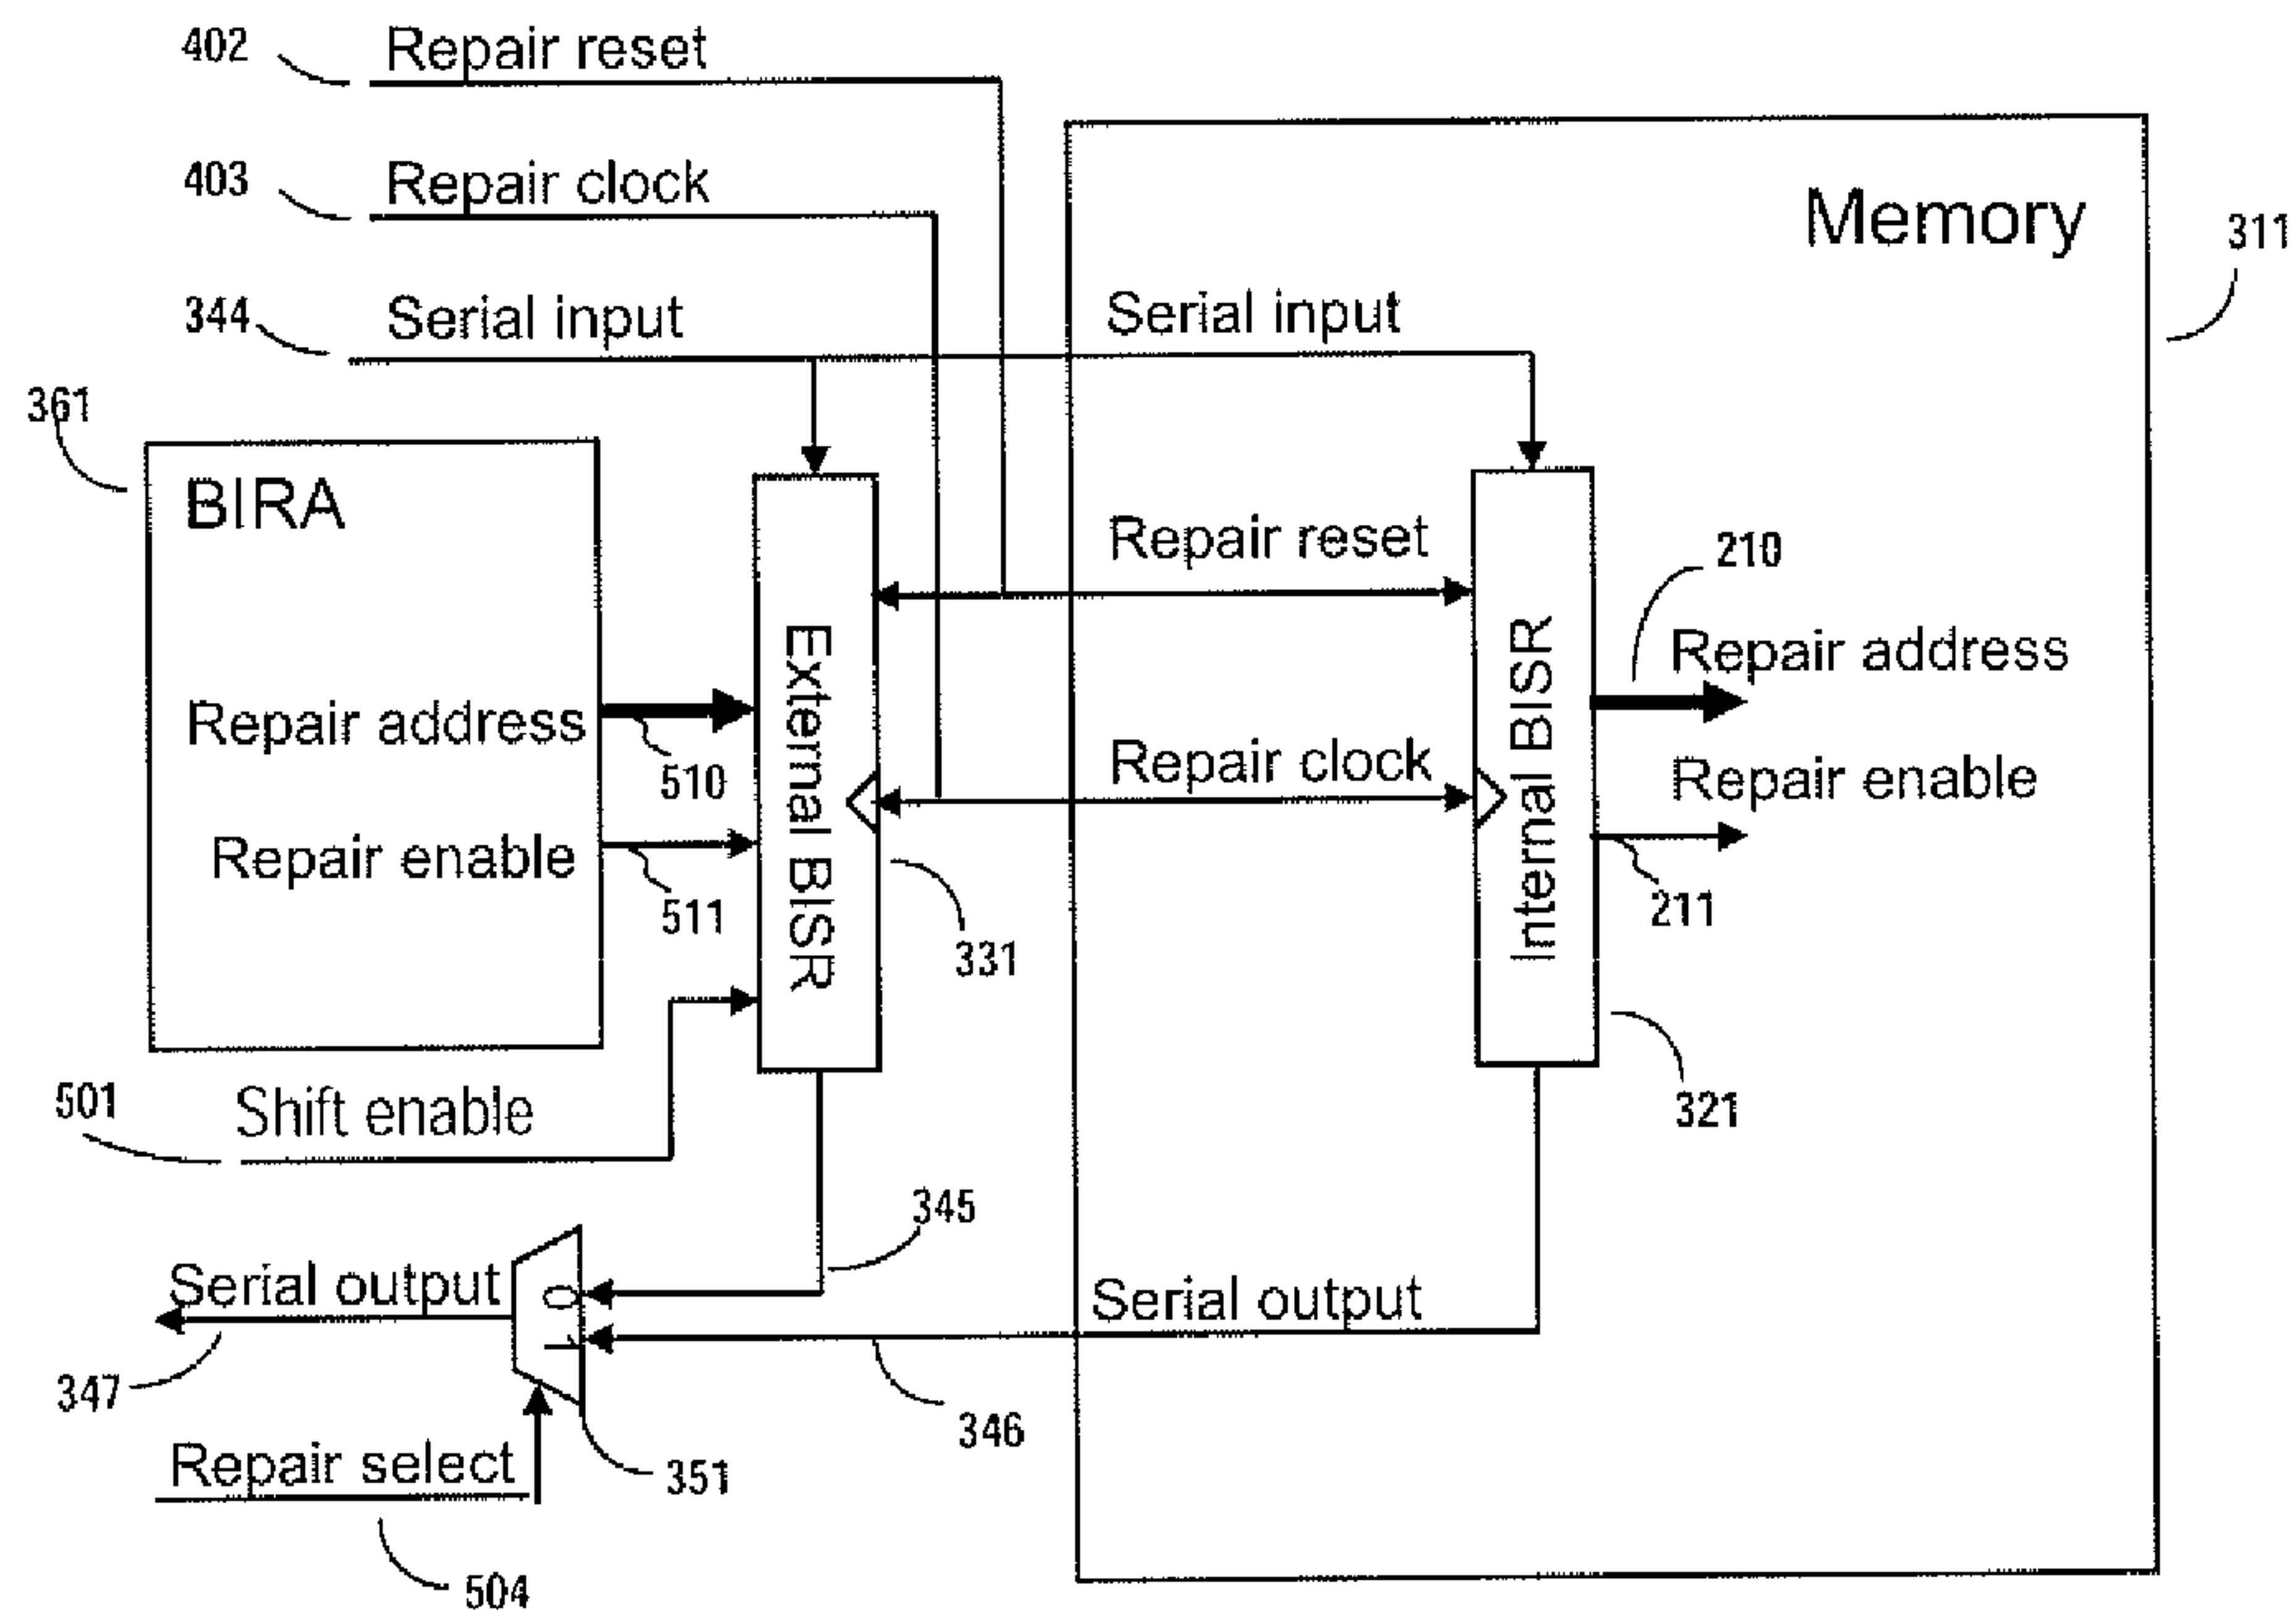 402 Repair reset
403 Repair clock
Memory
311
344 Serial input
Serial input
361
BIRA
Repair reset
210
Repair address
External BISR
Internal BISR
Repair address
510
Repair clock
Repair enable
Repair enable
511
331
211
501 Shift enable
321
345
Serial output
0
1
Serial output
347
346
Repair select
351
504